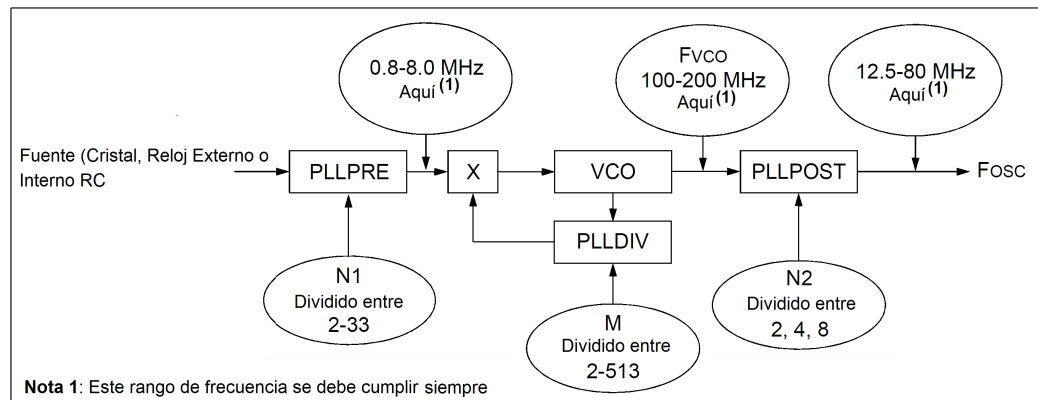 0.8-8.0 MHz
Aquí (1)
FVCO
100-200 MHz
Aquí (1)
12.5-80 MHz
Aquí (1)
Fuente (Cristal, Reloj Externo o
Interno RC
PLLPRE
X
VCO
PLLPOST
FOSC
PLLDIV
N1
Dividido entre
2-33
M
Dividido entre
2-513
N2
Dividido entre
2, 4, 8
Nota 1: Este rango de frecuencia se debe cumplir siempre